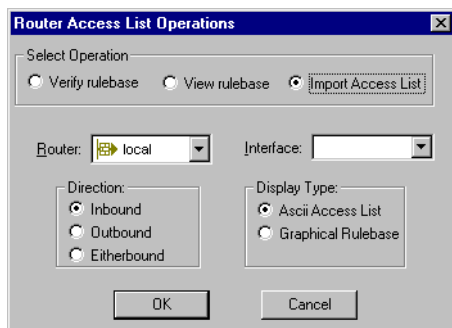 Router Access List Operations
Select Operation
Verify rulebase View rulebase Import Access List
Router: local Interface:
Direction: Display Type:
Inbound Ascii Access List
Outbound Graphical Rulebase
Eitherbound
OK Cancel